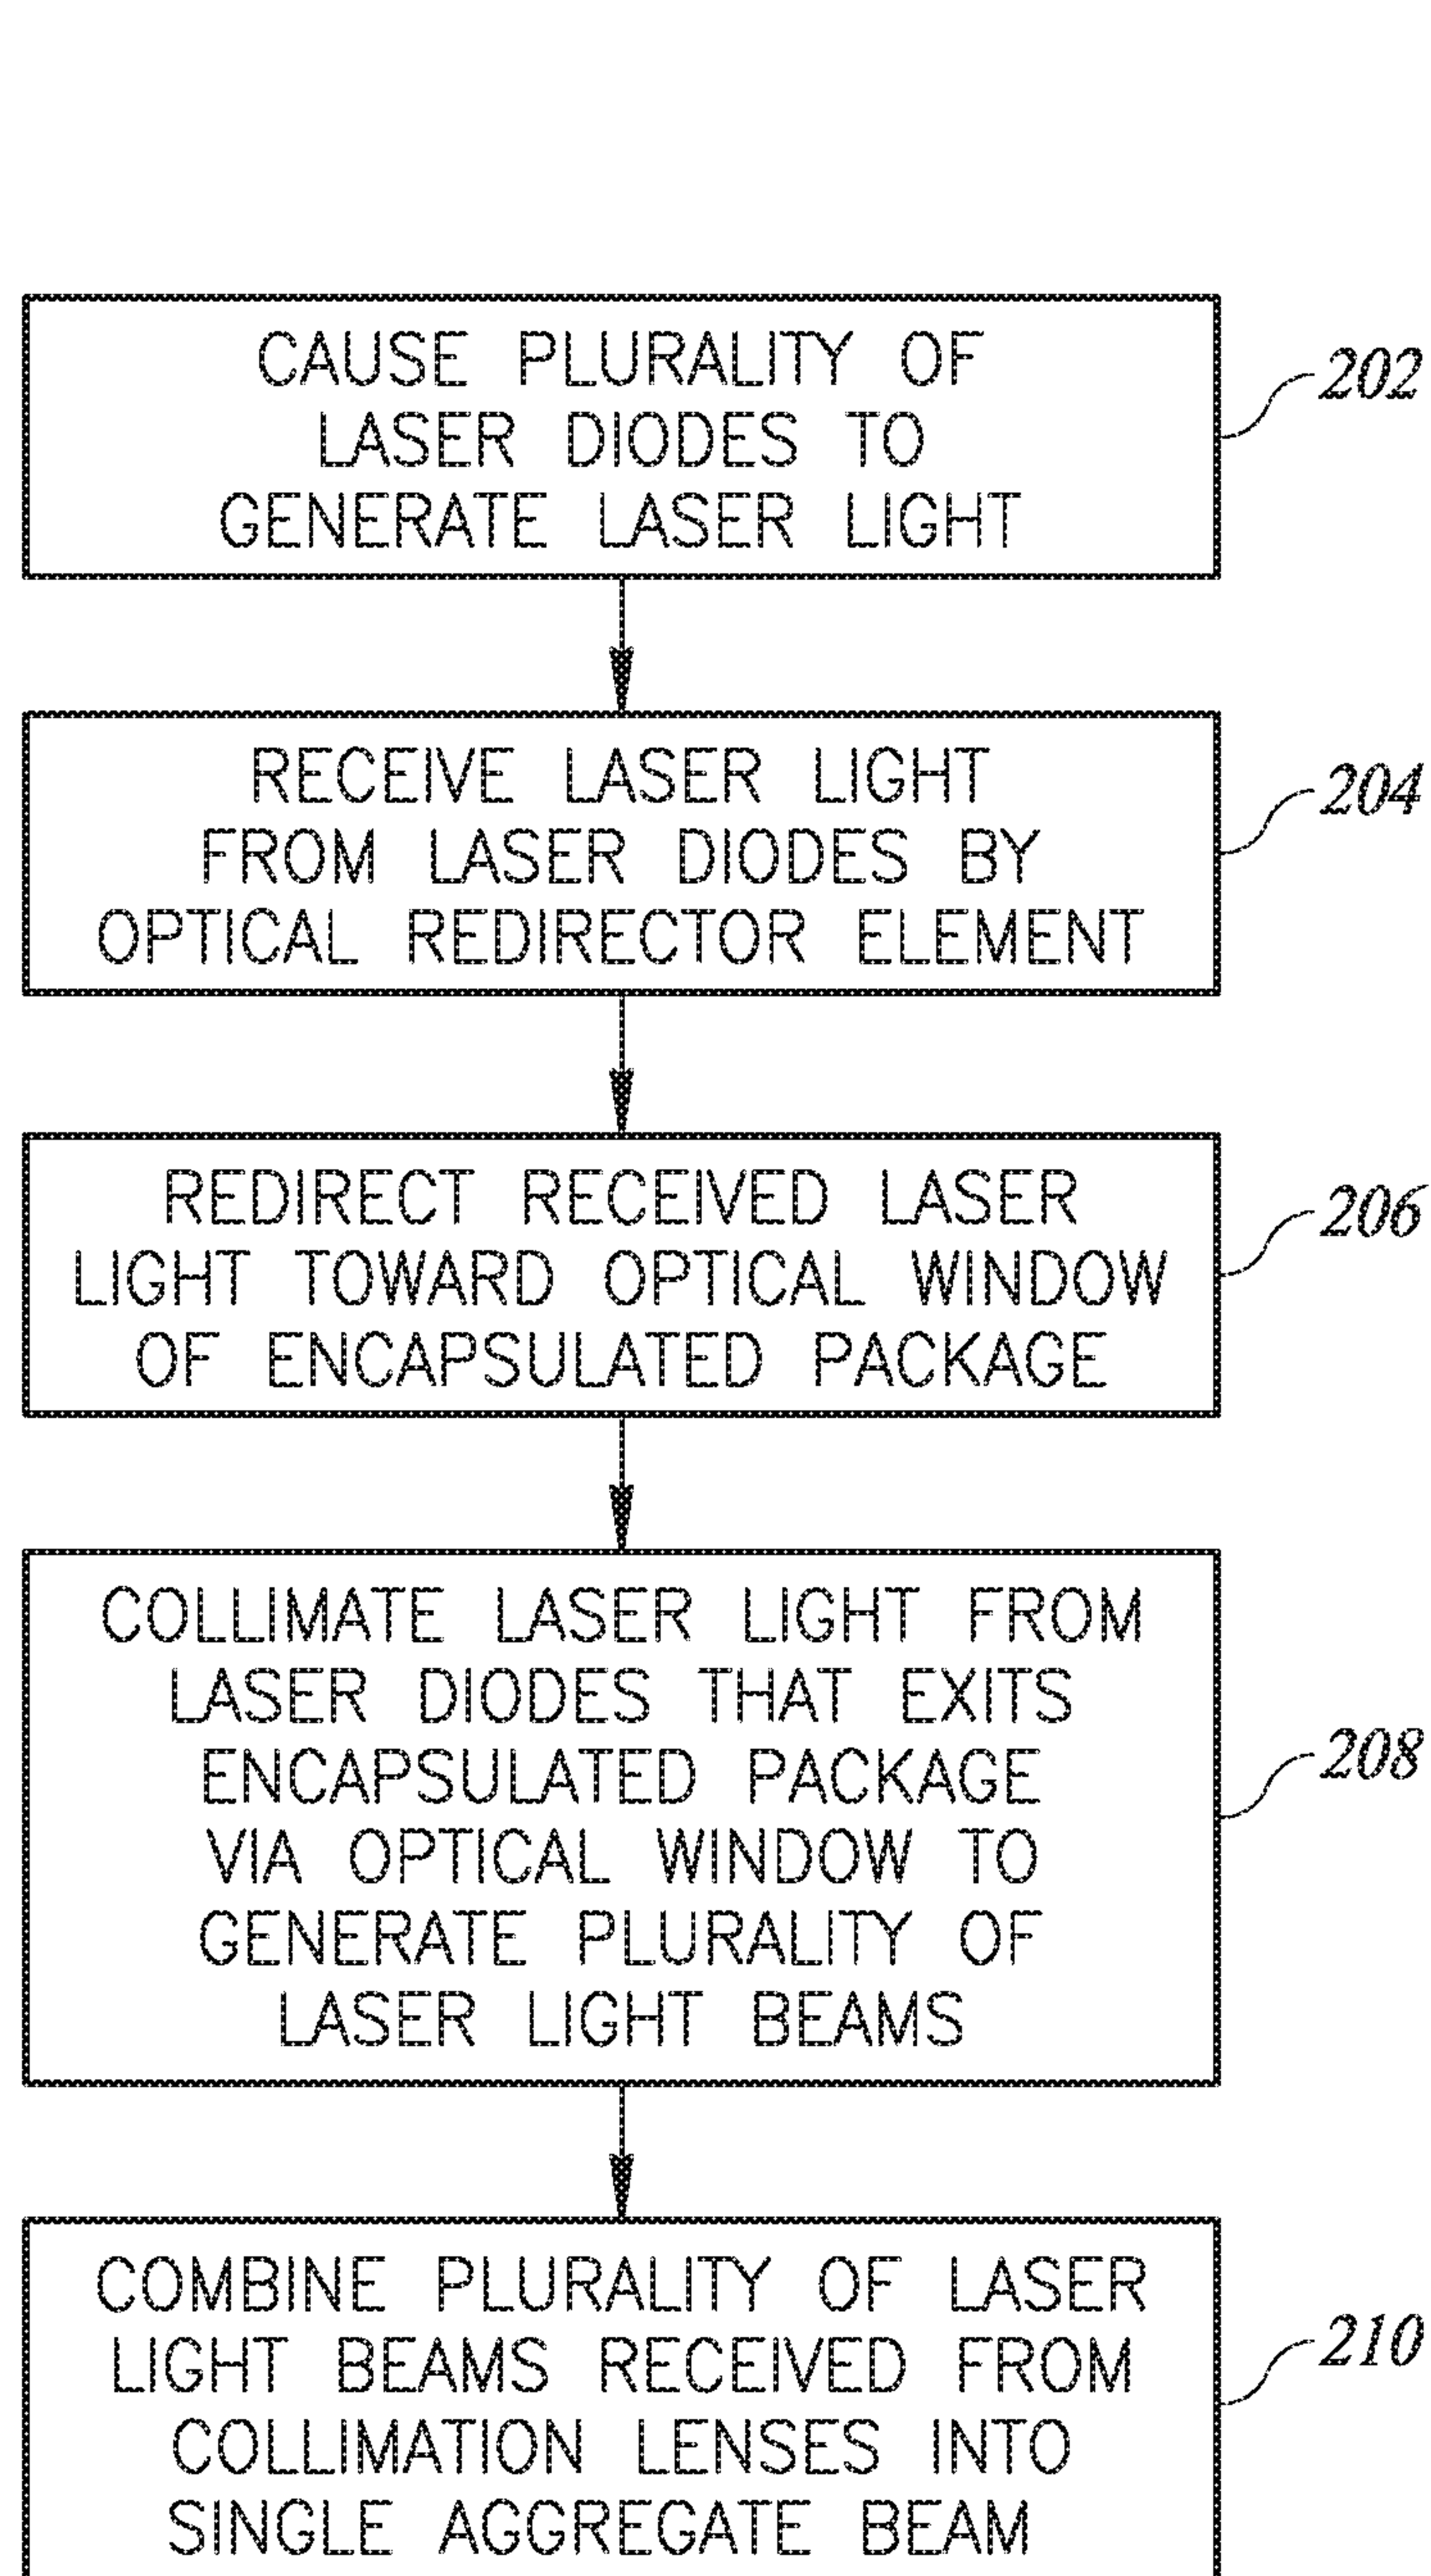 CAUSE PLURALITY OF
LASER DIODES TO
GENERATE LASER LIGHT
202
RECEIVE LASER LIGHT
FROM LASER DIODES BY
OPTICAL REDIRECTOR ELEMENT
204
REDIRECT RECEIVED LASER
LIGHT TOWARD OPTICAL WINDOW
OF ENCAPSULATED PACKAGE
206
COLLIMATE LASER LIGHT FROM
LASER DIODES THAT EXITS
ENCAPSULATED PACKAGE
VIA OPTICAL WINDOW TO
GENERATE PLURALITY OF
LASER LIGHT BEAMS
208
COMBINE PLURALITY OF LASER
LIGHT BEAMS RECEIVED FROM
COLLIMATION LENSES INTO
SINGLE AGGREGATE BEAM
210